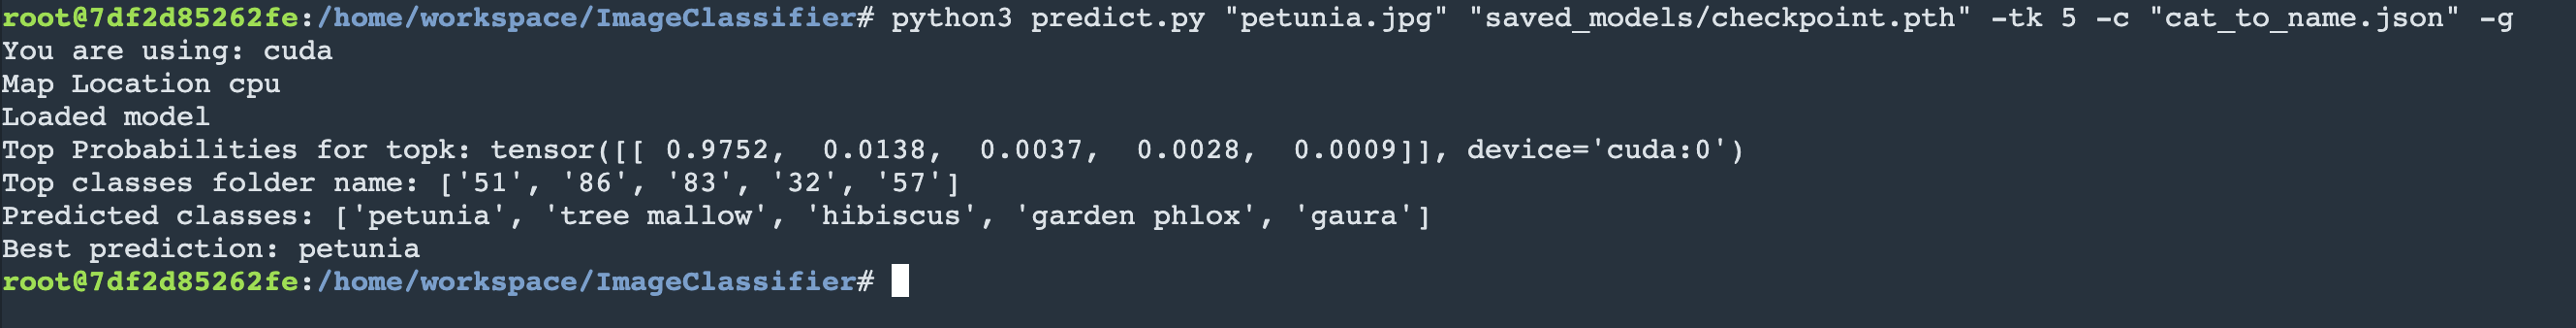 root@7df2d85262fe:/home/workspace/ImageClassifier# python3 predict.py "petunia.jpg" "saved_models/checkpoint.pth" -tk 5 -c "cat_to_name.json" -g
You are using: cuda
Map Location cpu
Loaded model
Top Probabilities for topk: tensor([[ 0.9752,  0.0138,  0.0037,  0.0028,  0.0009]], device='cuda:0')
Top classes folder name: ['51', '86', '83', '32', '57']
Predicted classes: ['petunia', 'tree mallow', 'hibiscus', 'garden phlox', 'gaura']
Best prediction: petunia
root@7df2d85262fe:/home/workspace/ImageClassifier#